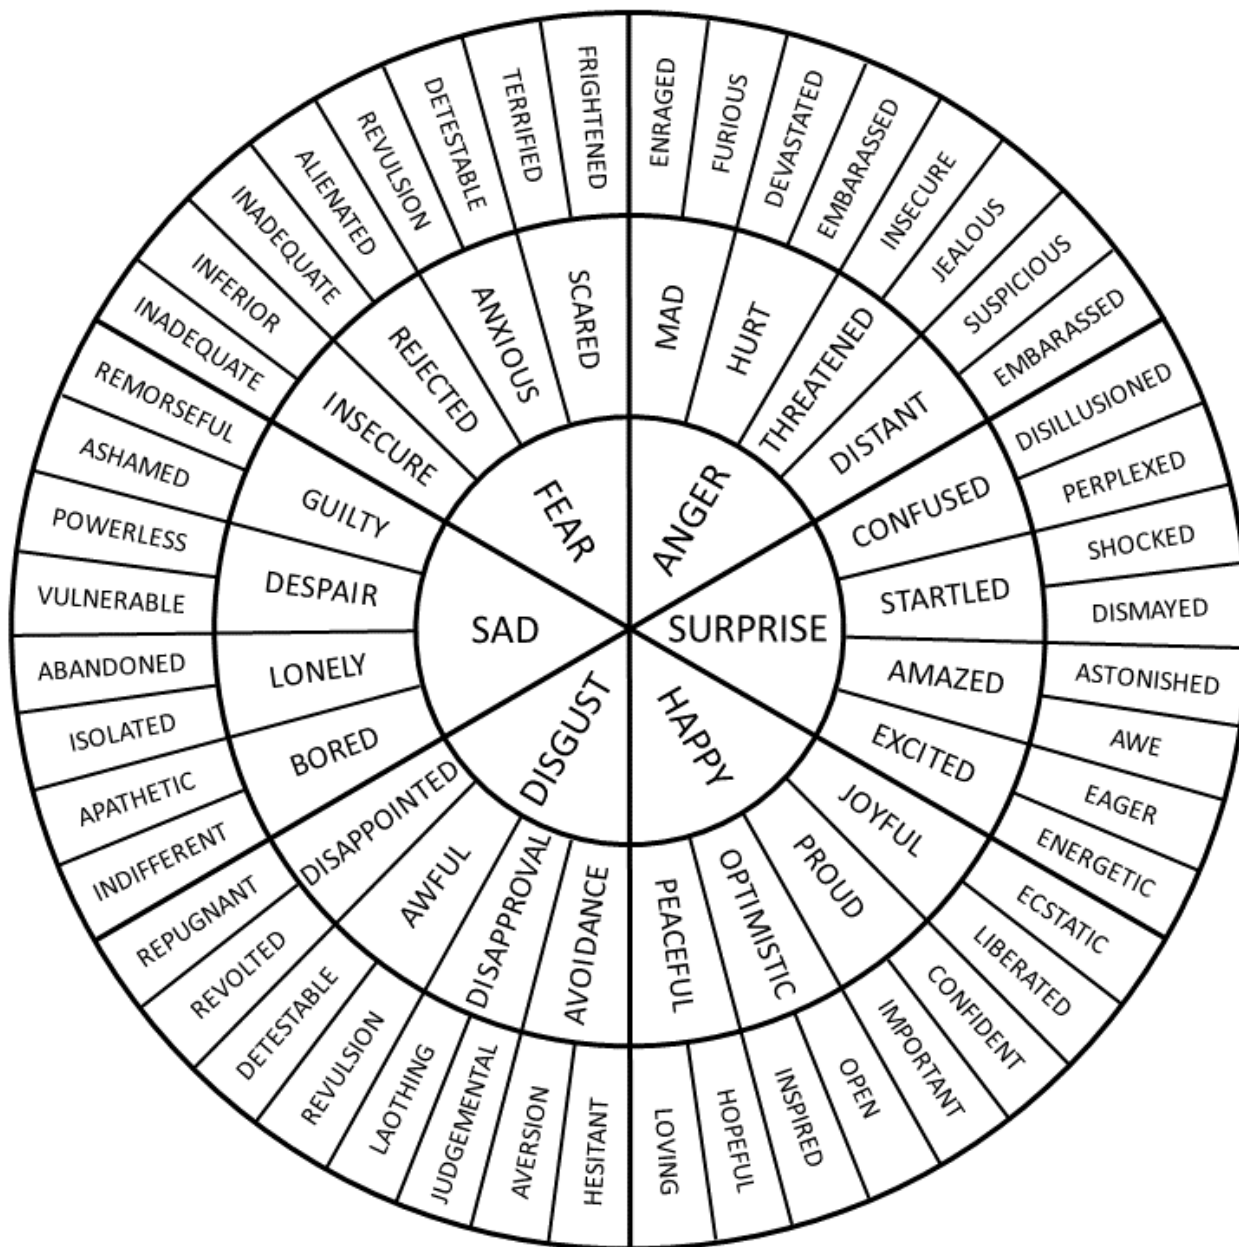 FEAR
ANGER
SURPRISE
HAPPY
DISGUST
SAD
MAD
HURT
THREATENED
DISTANT
CONFUSED
STARTLED
AMAZED
EXCITED
JOYFUL
PROUD
OPTIMISTIC
PEACEFUL
AVOIDANCE
DISAPPROVAL
AWFUL
DISAPPOINTED
BORED
LONELY
DESPAIR
GUILTY
INSECURE
REJECTED
ANXIOUS
SCARED
ENRAGED
FURIOUS
DEVASTATED
EMBARASSED
INSECURE
JEALOUS
SUSPICIOUS
EMBARASSED
DISILLUSIONED
PERPLEXED
SHOCKED
DISMAYED
ASTONISHED
AWE
EAGER
ENERGETIC
ECSTATIC
LIBERATED
CONFIDENT
IMPORTANT
OPEN
INSPIRED
HOPEFUL
LOVING
HESITANT
AVERSION
JUDGEMENTAL
LAOTHING
REVULSION
DETESTABLE
REVOLTED
REPUGNANT
INDIFFERENT
APATHETIC
ISOLATED
ABANDONED
VULNERABLE
POWERLESS
ASHAMED
REMORSEFUL
INADEQUATE
INFERIOR
INADEQUATE
ALIENATED
REVULSION
DETESTABLE
TERRIFIED
FRIGHTENED